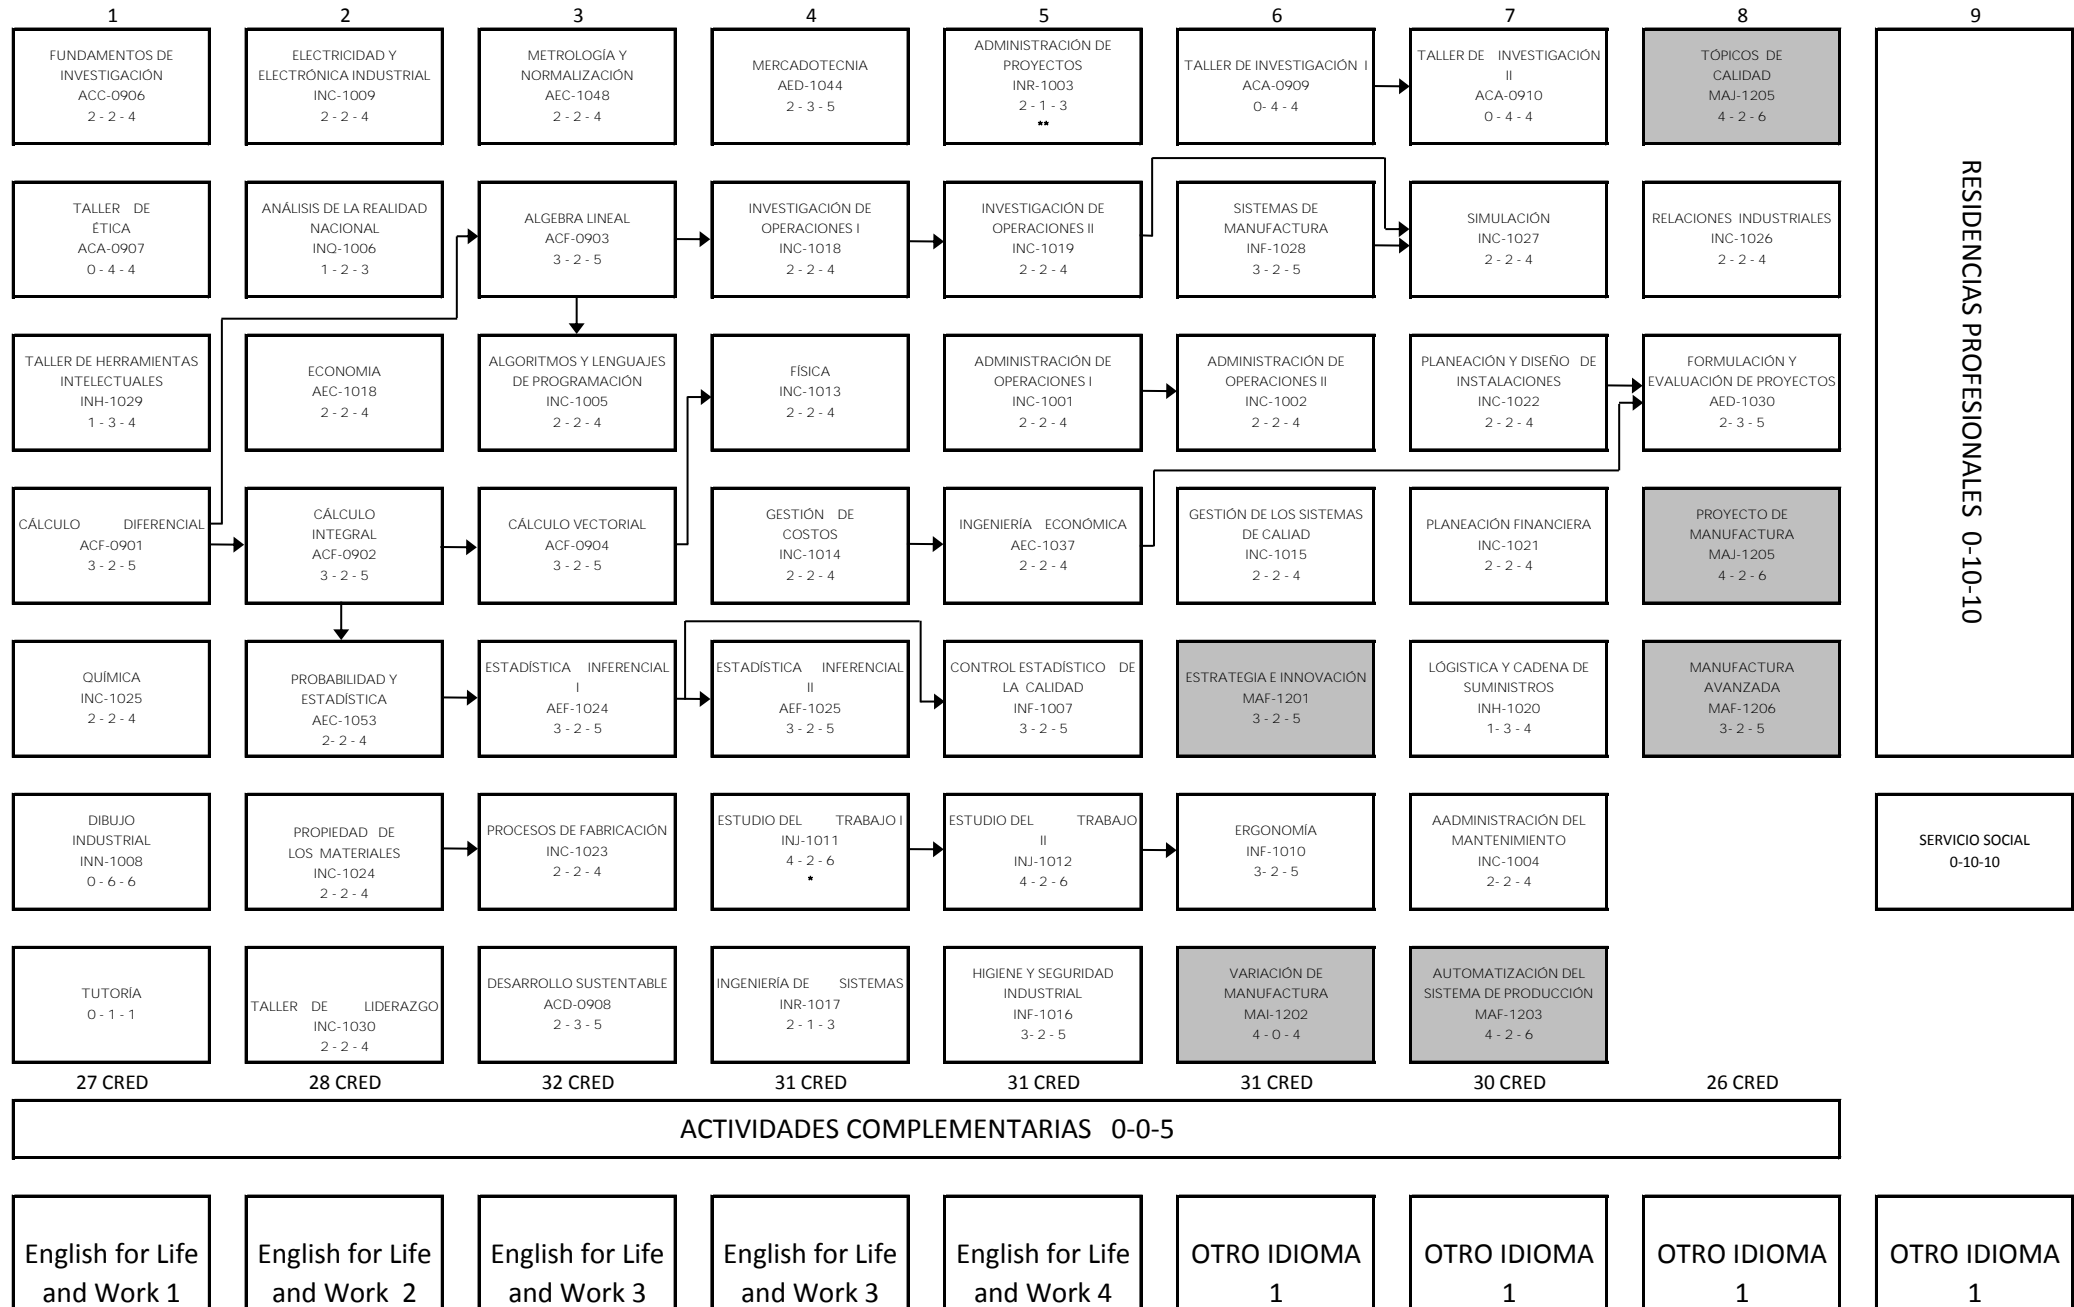 1
2
3
4
5
6
7
8
9
FUNDAMENTOS DE
INVESTIGACIÓN
ACC-0906
2 - 2 - 4
ELECTRICIDAD Y
ELECTRÓNICA INDUSTRIAL
INC-1009
2 - 2 - 4
METROLOGÍA Y
NORMALIZACIÓN
AEC-1048
2 - 2 - 4
MERCADOTECNIA
AED-1044
2 - 3 - 5
ADMINISTRACIÓN DE
PROYECTOS
INR-1003
2 - 1 - 3
**
TALLER DE INVESTIGACIÓN I
ACA-0909
0- 4 - 4
TALLER DE INVESTIGACIÓN
II
ACA-0910
0 - 4 - 4
TÓPICOS DE
CALIDAD
MAJ-1205
4 - 2 - 6
RESIDENCIAS PROFESIONALES 0-10-10
TALLER DE
ÉTICA
ACA-0907
0 - 4 - 4
ANÁLISIS DE LA REALIDAD
NACIONAL
INQ-1006
1 - 2 - 3
ALGEBRA LINEAL
ACF-0903
3 - 2 - 5
INVESTIGACIÓN DE
OPERACIONES I
INC-1018
2 - 2 - 4
INVESTIGACIÓN DE
OPERACIONES II
INC-1019
2 - 2 - 4
SISTEMAS DE
MANUFACTURA
INF-1028
3 - 2 - 5
SIMULACIÓN
INC-1027
2 - 2 - 4
RELACIONES INDUSTRIALES
INC-1026
2 - 2 - 4
TALLER DE HERRAMIENTAS
INTELECTUALES
INH-1029
1 - 3 - 4
ECONOMIA
AEC-1018
2 - 2 - 4
ALGORITMOS Y LENGUAJES
DE PROGRAMACIÓN
INC-1005
2 - 2 - 4
FÍSICA
INC-1013
2 - 2 - 4
ADMINISTRACIÓN DE
OPERACIONES I
INC-1001
2 - 2 - 4
ADMINISTRACIÓN DE
OPERACIONES II
INC-1002
2 - 2 - 4
PLANEACIÓN Y DISEÑO DE
INSTALACIONES
INC-1022
2 - 2 - 4
FORMULACIÓN Y
EVALUACIÓN DE PROYECTOS
AED-1030
2- 3 - 5
CÁLCULO DIFERENCIAL
ACF-0901
3 - 2 - 5
CÁLCULO
INTEGRAL
ACF-0902
3 - 2 - 5
CÁLCULO VECTORIAL
ACF-0904
3 - 2 - 5
GESTIÓN DE
COSTOS
INC-1014
2 - 2 - 4
INGENIERÍA ECONÓMICA
AEC-1037
2 - 2 - 4
GESTIÓN DE LOS SISTEMAS
DE CALIAD
INC-1015
2 - 2 - 4
PLANEACIÓN FINANCIERA
INC-1021
2 - 2 - 4
PROYECTO DE
MANUFACTURA
MAJ-1205
4 - 2 - 6
QUÍMICA
INC-1025
2 - 2 - 4
PROBABILIDAD Y
ESTADÍSTICA
AEC-1053
2- 2 - 4
ESTADÍSTICA INFERENCIAL
I
AEF-1024
3 - 2 - 5
ESTADÍSTICA INFERENCIAL
II
AEF-1025
3 - 2 - 5
CONTROL ESTADÍSTICO DE
LA CALIDAD
INF-1007
3 - 2 - 5
ESTRATEGIA E INNOVACIÓN
MAF-1201
3 - 2 - 5
LÓGISTICA Y CADENA DE
SUMINISTROS
INH-1020
1- 3 - 4
MANUFACTURA
AVANZADA
MAF-1206
3- 2 - 5
DIBUJO
INDUSTRIAL
INN-1008
0 - 6 - 6
PROPIEDAD DE
LOS MATERIALES
INC-1024
2 - 2 - 4
PROCESOS DE FABRICACIÓN
INC-1023
2 - 2 - 4
ESTUDIO DEL TRABAJO I
INJ-1011
4 - 2 - 6
*
ESTUDIO DEL TRABAJO
II
INJ-1012
4 - 2 - 6
ERGONOMÍA
INF-1010
3- 2 - 5
AADMINISTRACIÓN DEL
MANTENIMIENTO
INC-1004
2- 2 - 4
SERVICIO SOCIAL
0-10-10
TUTORÍA
0 - 1 - 1
TALLER DE LIDERAZGO
INC-1030
2 - 2 - 4
DESARROLLO SUSTENTABLE
ACD-0908
2 - 3 - 5
INGENIERÍA DE SISTEMAS
INR-1017
2 - 1 - 3
HIGIENE Y SEGURIDAD
INDUSTRIAL
INF-1016
3- 2 - 5
VARIACIÓN DE
MANUFACTURA
MAI-1202
4 - 0 - 4
AUTOMATIZACIÓN DEL
SISTEMA DE PRODUCCIÓN
MAF-1203
4 - 2 - 6
27 CRED
28 CRED
32 CRED
31 CRED
31 CRED
31 CRED
30 CRED
26 CRED
ACTIVIDADES COMPLEMENTARIAS 0-0-5
English for Life
and Work 1
English for Life
and Work 2
English for Life
and Work 3
English for Life
and Work 3
English for Life
and Work 4
OTRO IDIOMA
1
OTRO IDIOMA
1
OTRO IDIOMA
1
OTRO IDIOMA
1